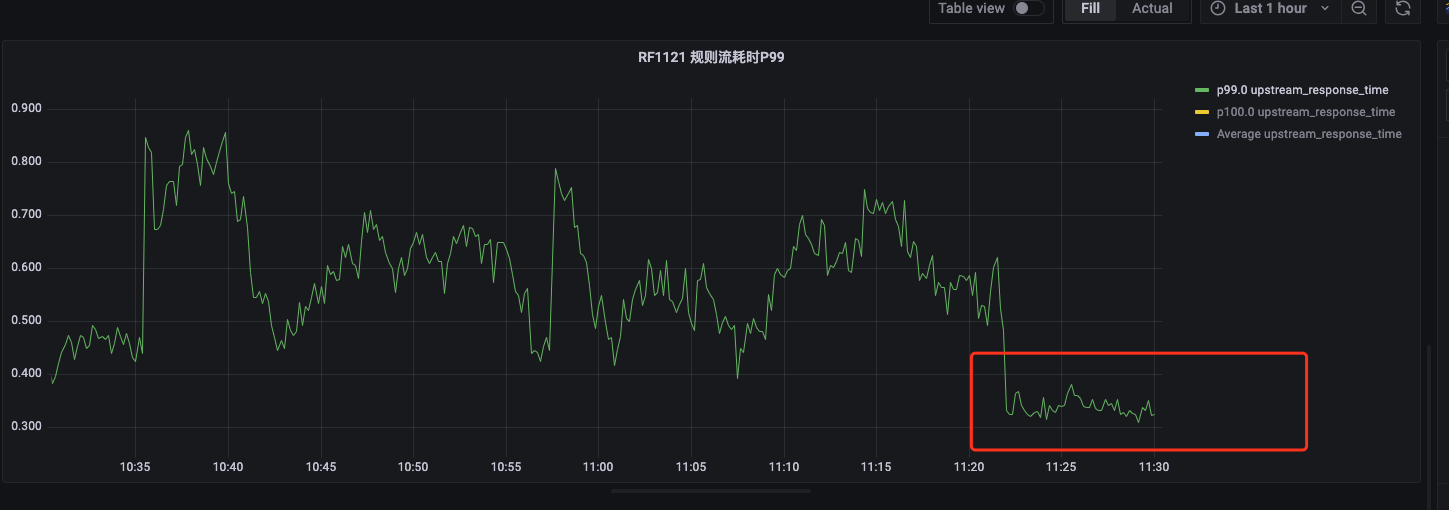 Table view Fill Actual Last 1 hour
RF1121 规则流耗时P99
p99.0 upstream_response_time
p100.0 upstream_response_time
Average upstream_response_time
0.900
0.800
0.700
0.600
0.500
0.400
0.300
10:35 10:40 10:45 10:50 10:55 11:00 11:05 11:10 11:15 11:20 11:25 11:30